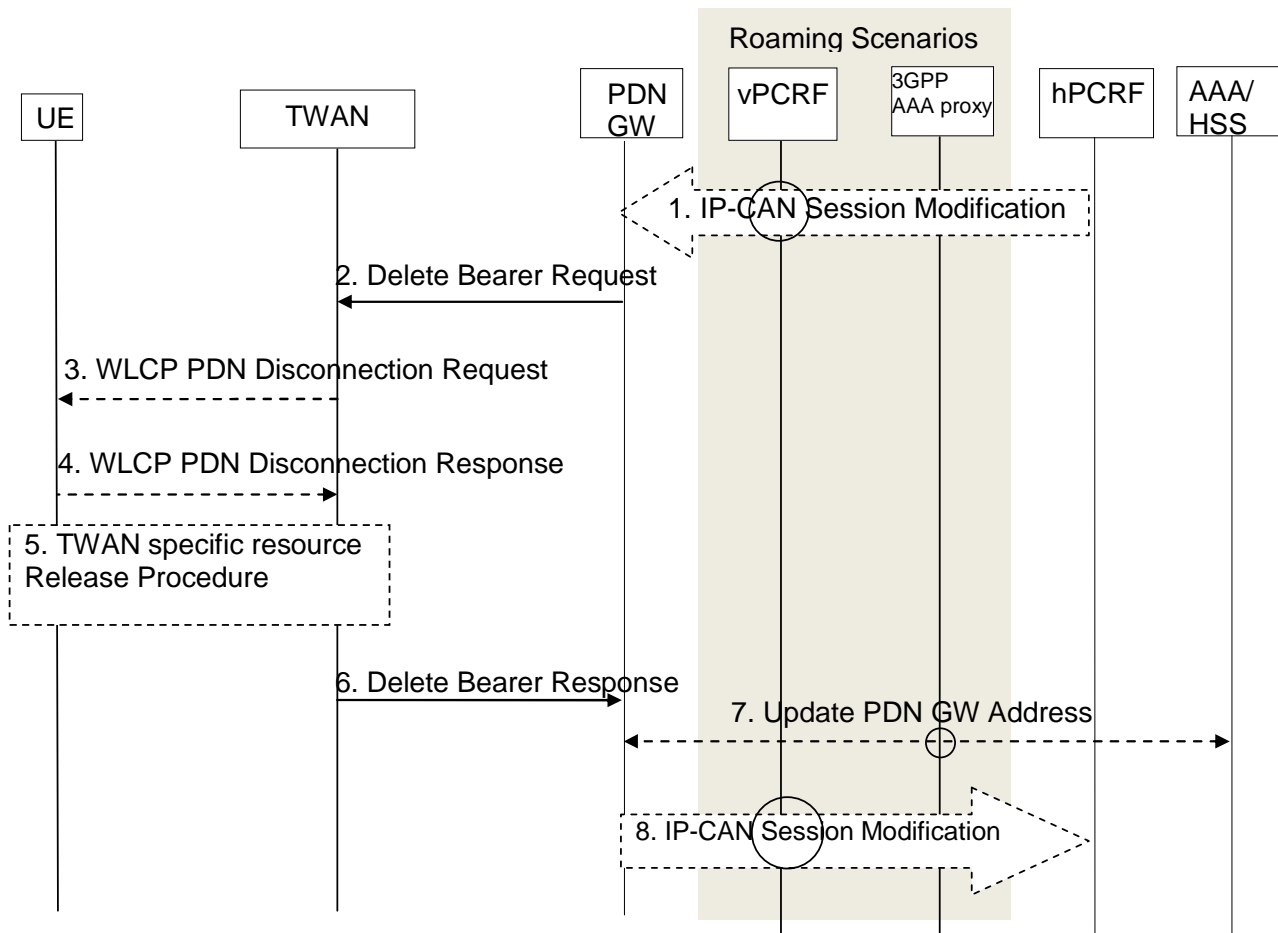 Roaming Scenarios
UE
TWAN
PDN
GW
vPCRF
3GPP
AAA proxy
hPCRF
AAA/
HSS
1. IP-CAN Session Modification
2. Delete Bearer Request
3. WLCP PDN Disconnection Request
4. WLCP PDN Disconnection Response
5. TWAN specific resource
Release Procedure
6. Delete Bearer Response
7. Update PDN GW Address
8. IP-CAN Session Modification